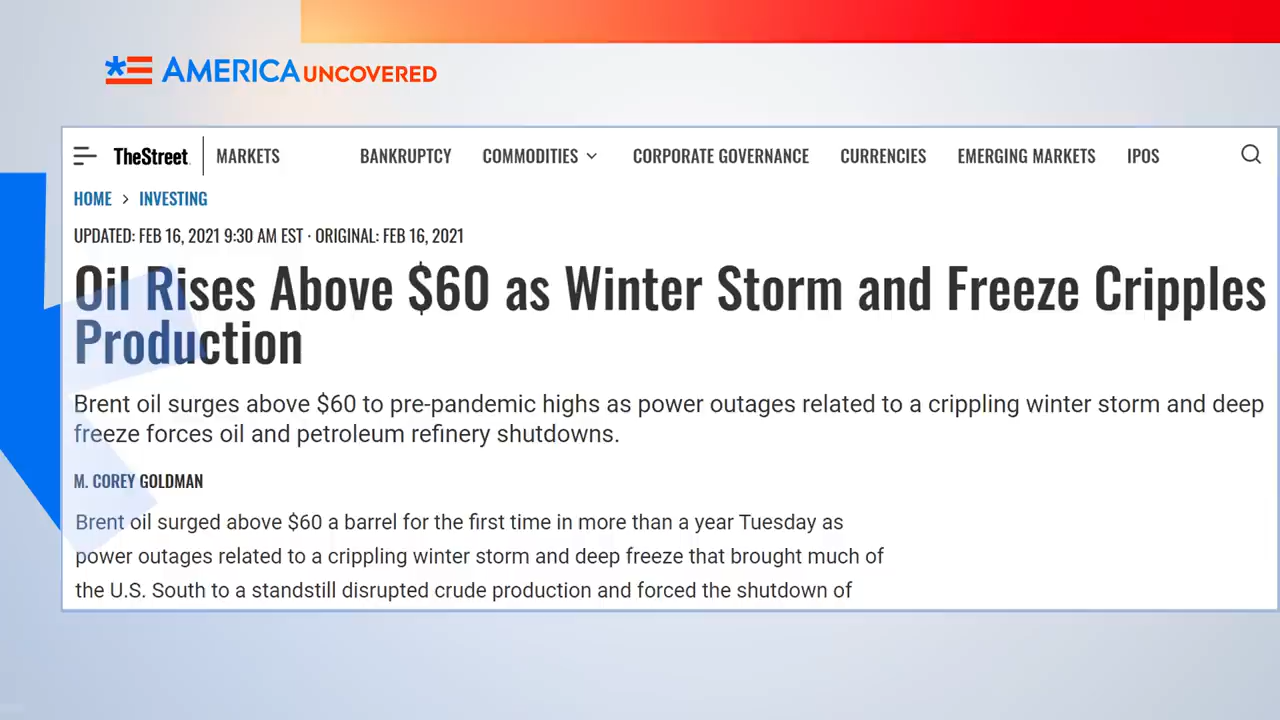 AMERICA UNCOVERED
TheStreet MARKETS BANKRUPTCY COMMODITIES CORPORATE GOVERNANCE CURRENCIES EMERGING MARKETS IPOS
HOME > INVESTING
UPDATED: FEB 16, 2021 9:30 AM EST · ORIGINAL: FEB 16, 2021
Oil Rises Above $60 as Winter Storm and Freeze Cripples
Production
Brent oil surges above $60 to pre-pandemic highs as power outages related to a crippling winter storm and deep
freeze forces oil and petroleum refinery shutdowns.
M. COREY GOLDMAN
Brent oil surged above $60 a barrel for the first time in more than a year Tuesday as
power outages related to a crippling winter storm and deep freeze that brought much of
the U.S. South to a standstill disrupted crude production and forced the shutdown of